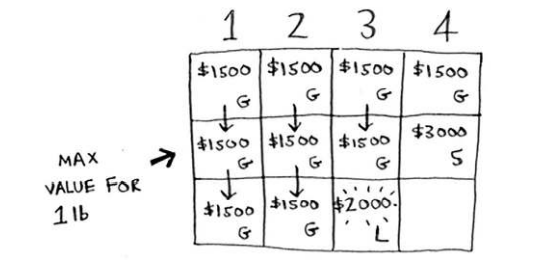 1 2 3 4
$1500 $1500 $1500 $1500
G G G G
$1500 $1500 $1500 $3000
G G G S
MAX
VALUE FOR
1 lb
$1500 $1500 $2000
G G L